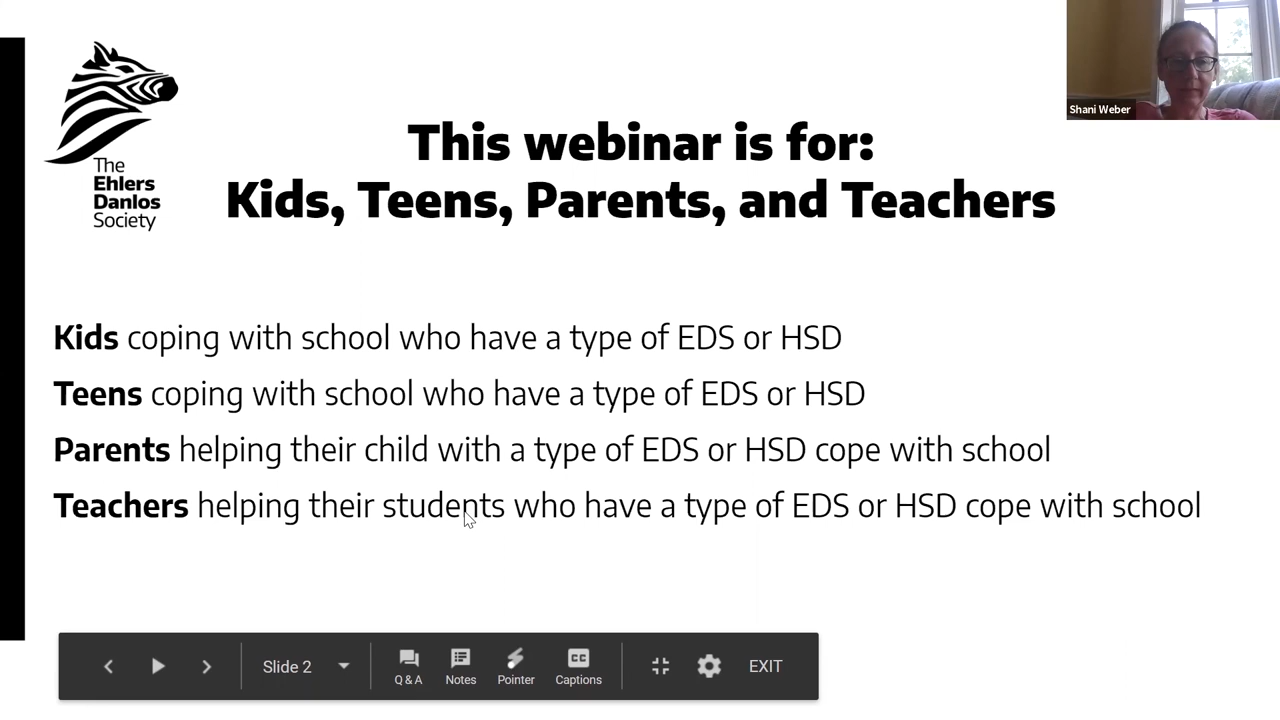 The
Ehlers
Danlos
Society
This webinar is for:
Kids, Teens, Parents, and Teachers
Shani Weber
Kids coping with school who have a type of EDS or HSD
Teens coping with school who have a type of EDS or HSD
Parents helping their child with a type of EDS or HSD cope with school
Teachers helping their students who have a type of EDS or HSD cope with school
Slide 2
Q & A
Notes
Pointer
CC
Captions
EXIT